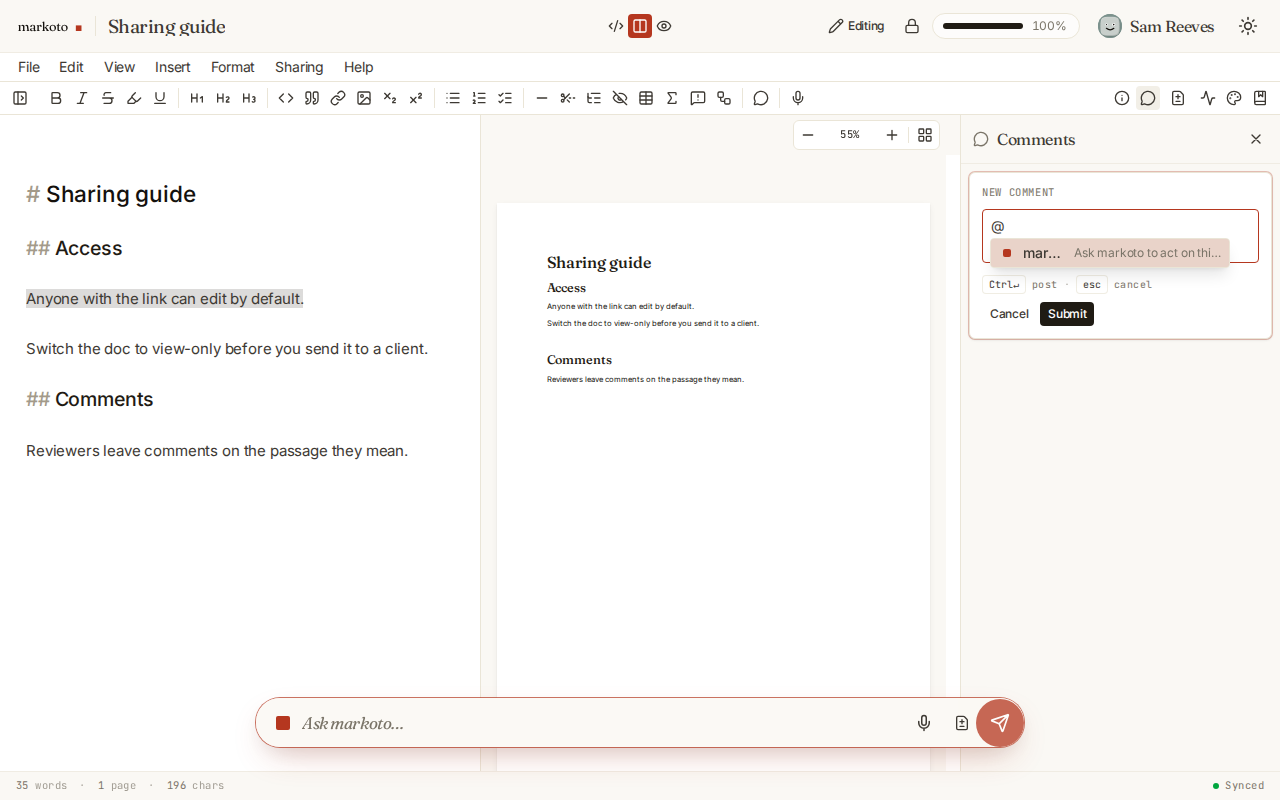 markoto
Sharing guide
Editing
100%
Sam Reeves
File Edit View Insert Format Sharing Help
B I S U H1 H2 H3 X2 x²
55%
Comments
# Sharing guide
## Access
Anyone with the link can edit by default.
Switch the doc to view-only before you send it to a client.
## Comments
Reviewers leave comments on the passage they mean.
Sharing guide
Access
Anyone with the link can edit by default.
Switch the doc to view-only before you send it to a client.
Comments
Reviewers leave comments on the passage they mean.
NEW COMMENT
@
mar... Ask markoto to act on thi...
Ctrl↵ post · esc cancel
Cancel Submit
Ask markoto...
35 words · 1 page · 196 chars
Synced